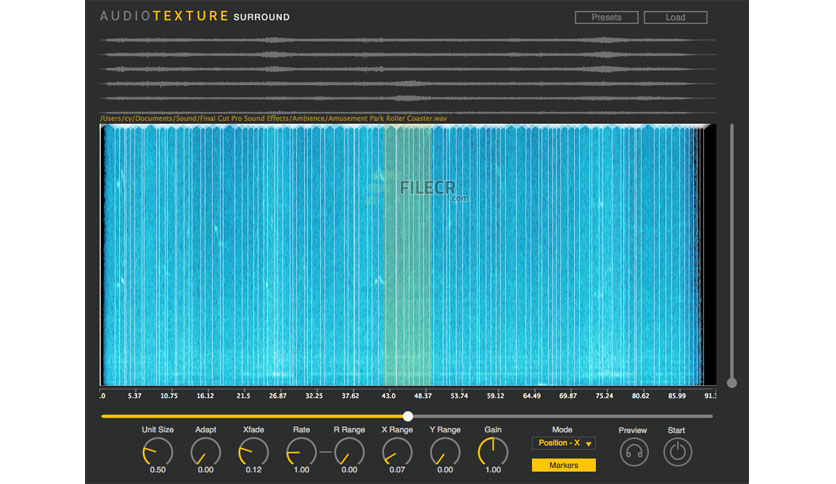 AUDIOTEXTURE SURROUND
Presets
Load
/Users/cy/Documents/Sound/Final Cut Pro Sound Effects/Ambience/Amusement Park Roller Coaster.wav
FILECR
.com
.0 5.37 10.75 16.12 21.5 26.87 32.25 37.62 43.0 48.37 53.74 59.12 64.49 69.87 75.24 80.62 85.99 91.3
Unit Size Adapt Xfade Rate R Range X Range Y Range Gain Mode Preview Start
Position - X
0.50 0.00 0.12 1.00 0.00 0.07 0.00 1.00
Markers